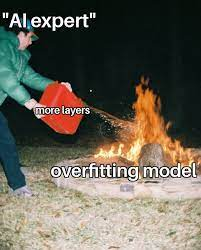 "AI expert"
more layers
overfitting model